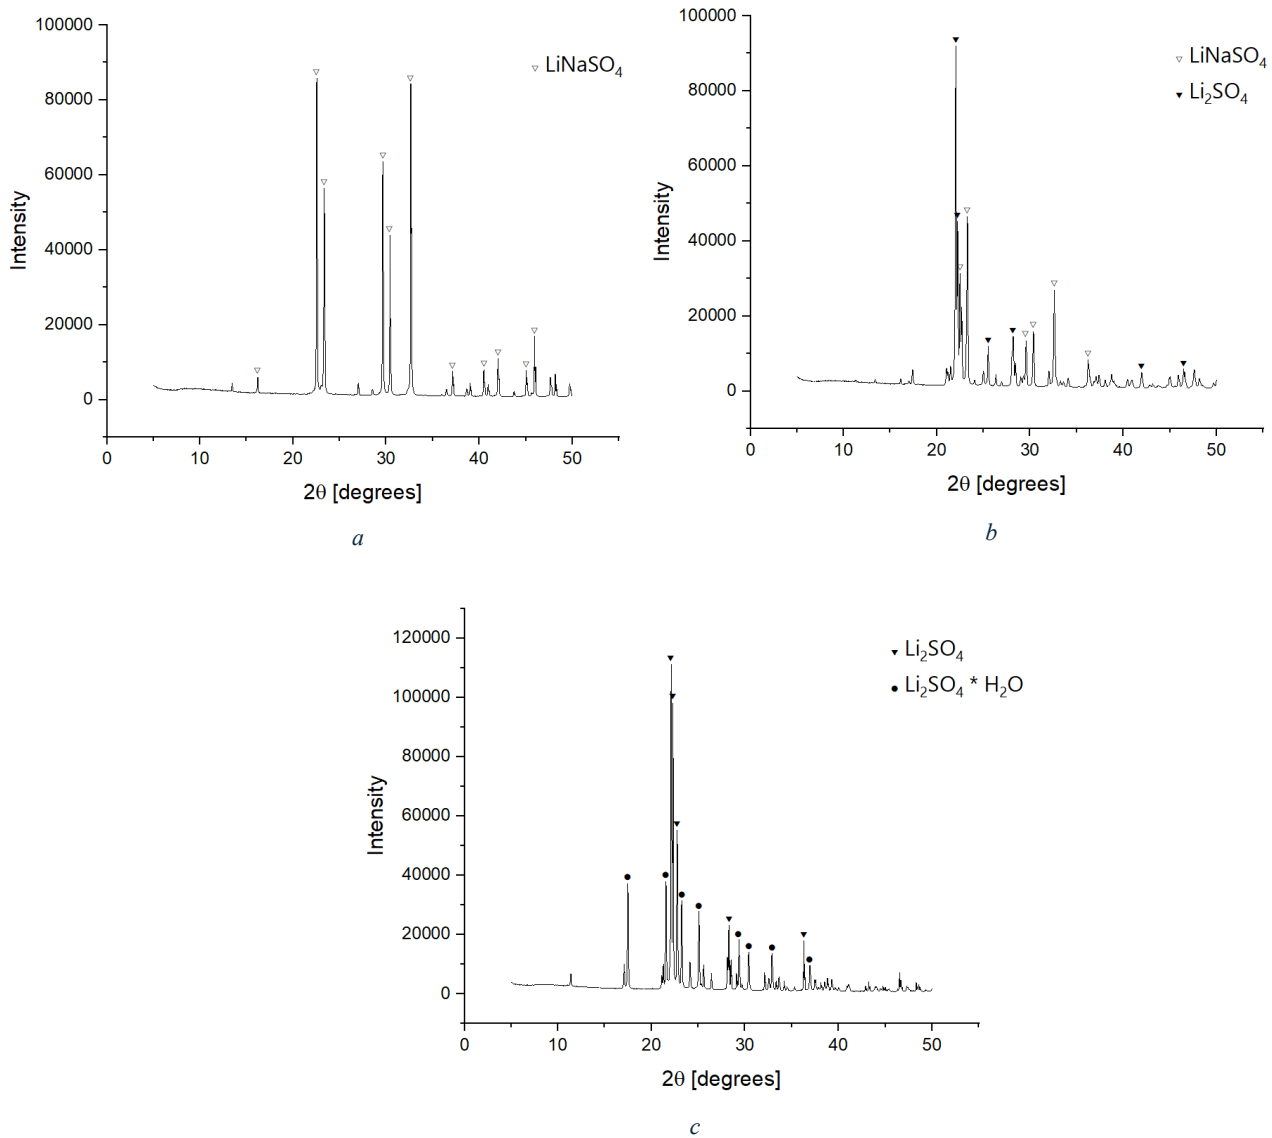 100000
80000
60000
40000
20000
0
Intensity
0 10 20 30 40 50
2θ [degrees]
▽ LiNaSO₄
a
100000
80000
60000
40000
20000
0
Intensity
0 10 20 30 40 50
2θ [degrees]
▽ LiNaSO₄
▼ Li₂SO₄
b
120000
100000
80000
60000
40000
20000
0
Intensity
0 10 20 30 40 50
2θ [degrees]
▼ Li₂SO₄
● Li₂SO₄ * H₂O
c